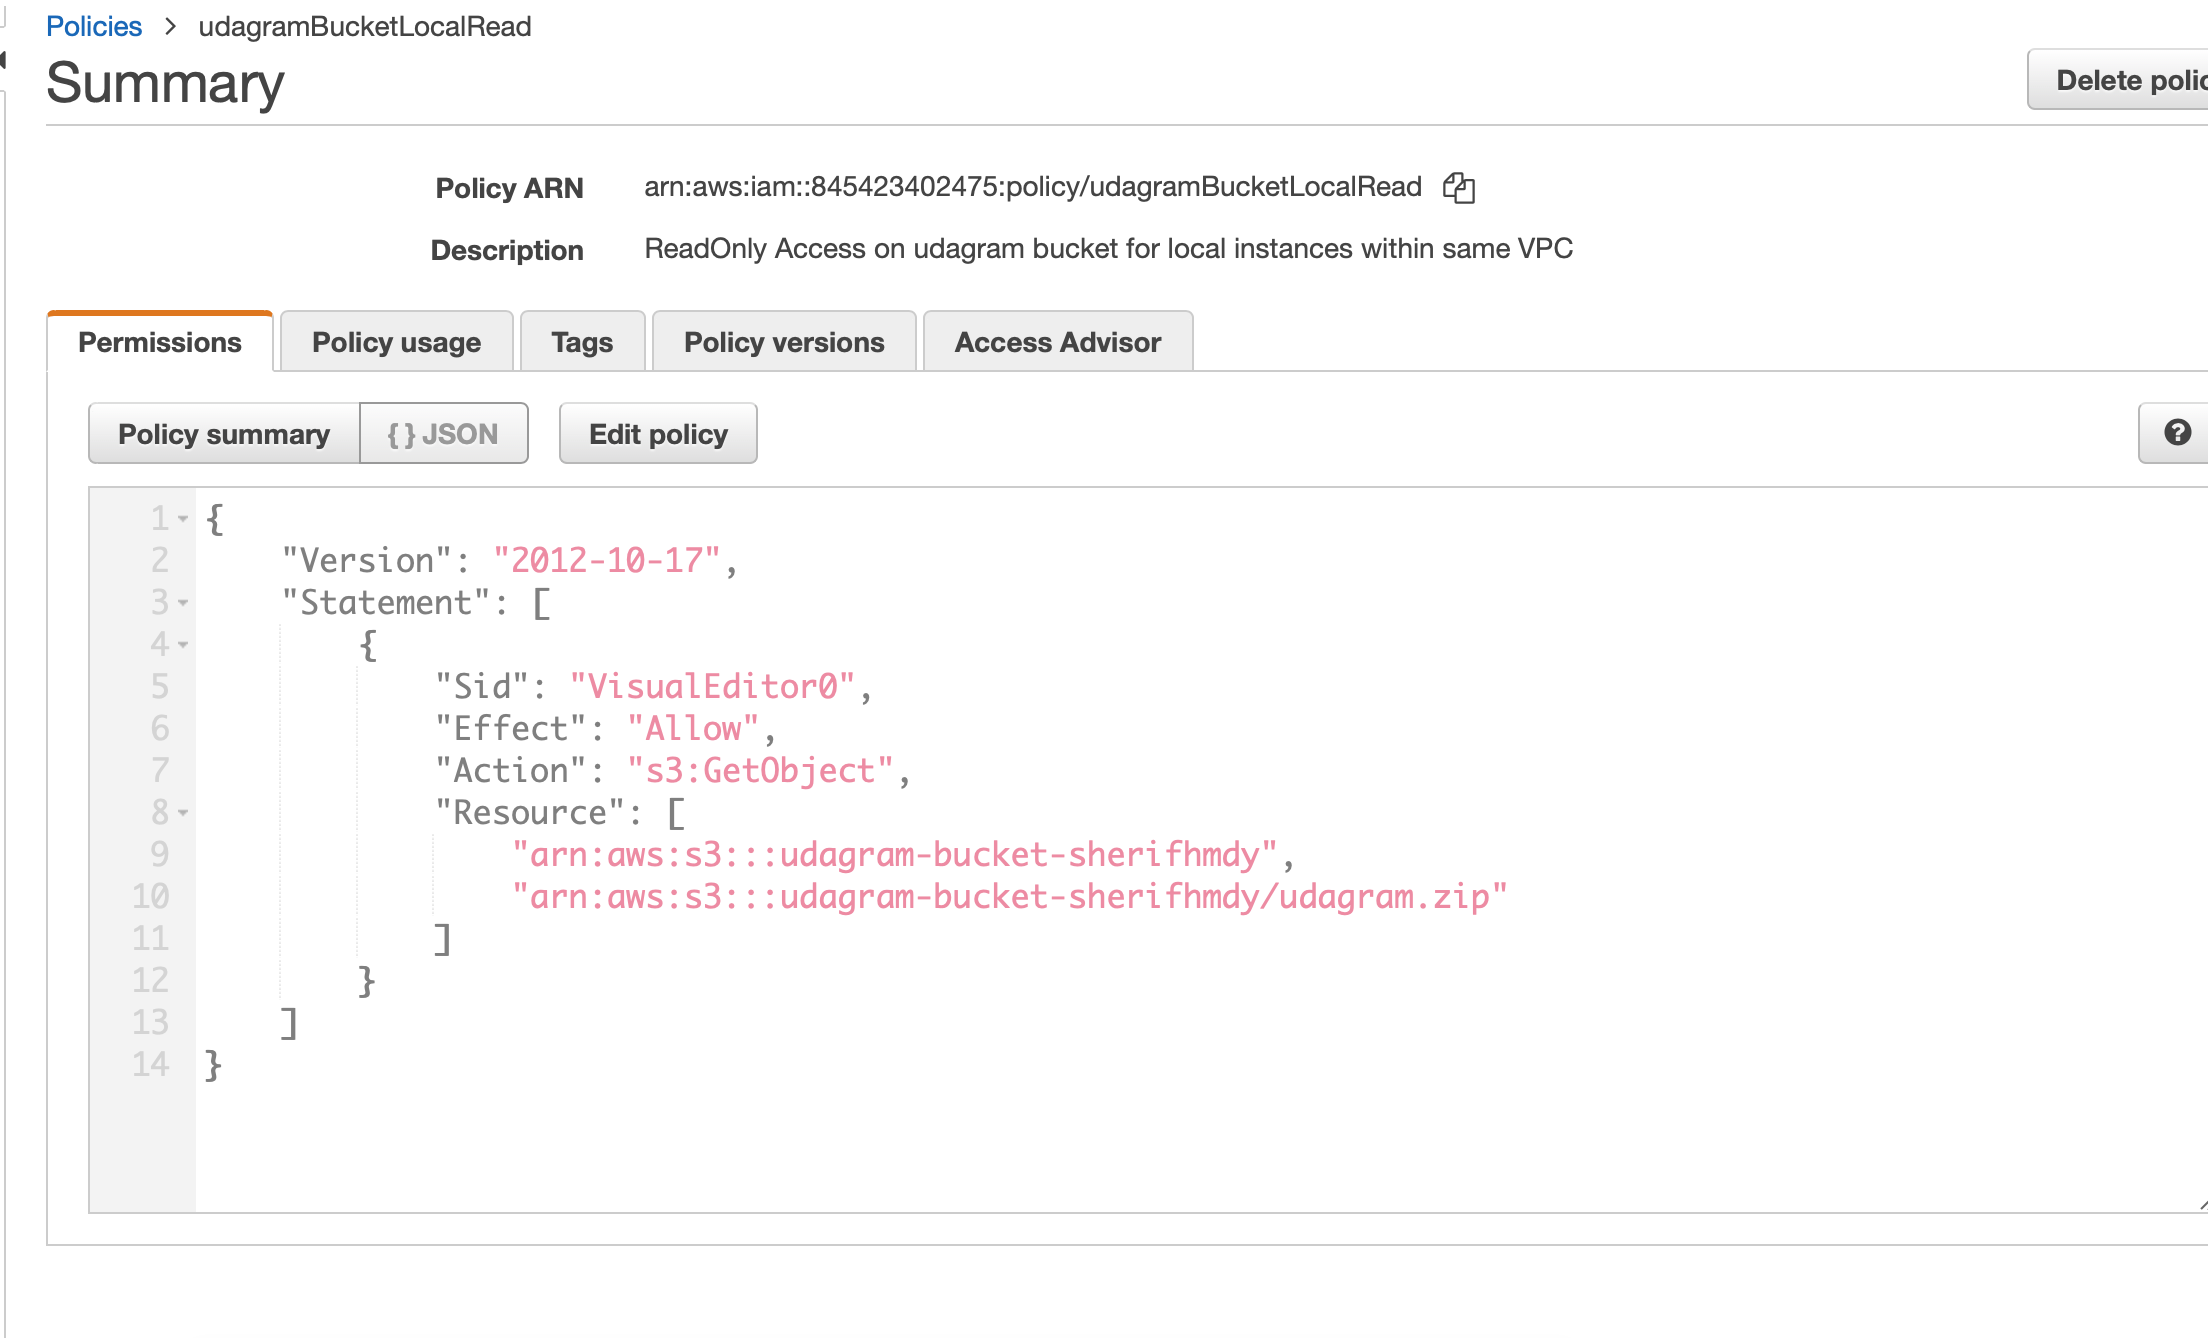 Policies > udagramBucketLocalRead
Summary
Delete polic
Policy ARN arn:aws:iam::845423402475:policy/udagramBucketLocalRead
Description ReadOnly Access on udagram bucket for local instances within same VPC
Permissions Policy usage Tags Policy versions Access Advisor
Policy summary { } JSON Edit policy ?
1 {
2 "Version": "2012-10-17",
3 "Statement": [
4 {
5 "Sid": "VisualEditor0",
6 "Effect": "Allow",
7 "Action": "s3:GetObject",
8 "Resource": [
9 "arn:aws:s3:::udagram-bucket-sherifhmdy",
10 "arn:aws:s3:::udagram-bucket-sherifhmdy/udagram.zip"
11 ]
12 }
13 ]
14 }